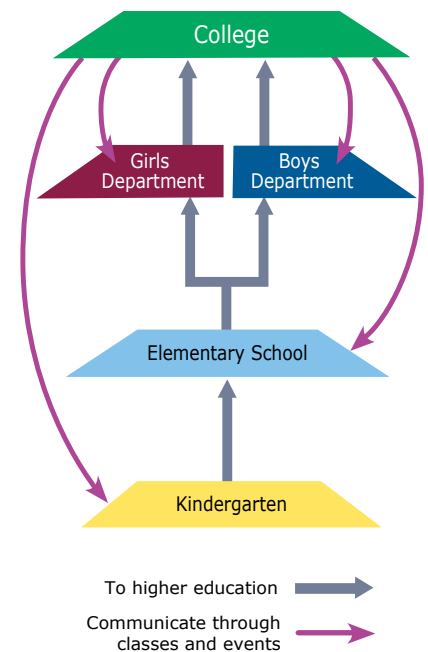 College
Girls
Department
Boys
Department
Elementary School
Kindergarten
To higher education
Communicate through
classes and events